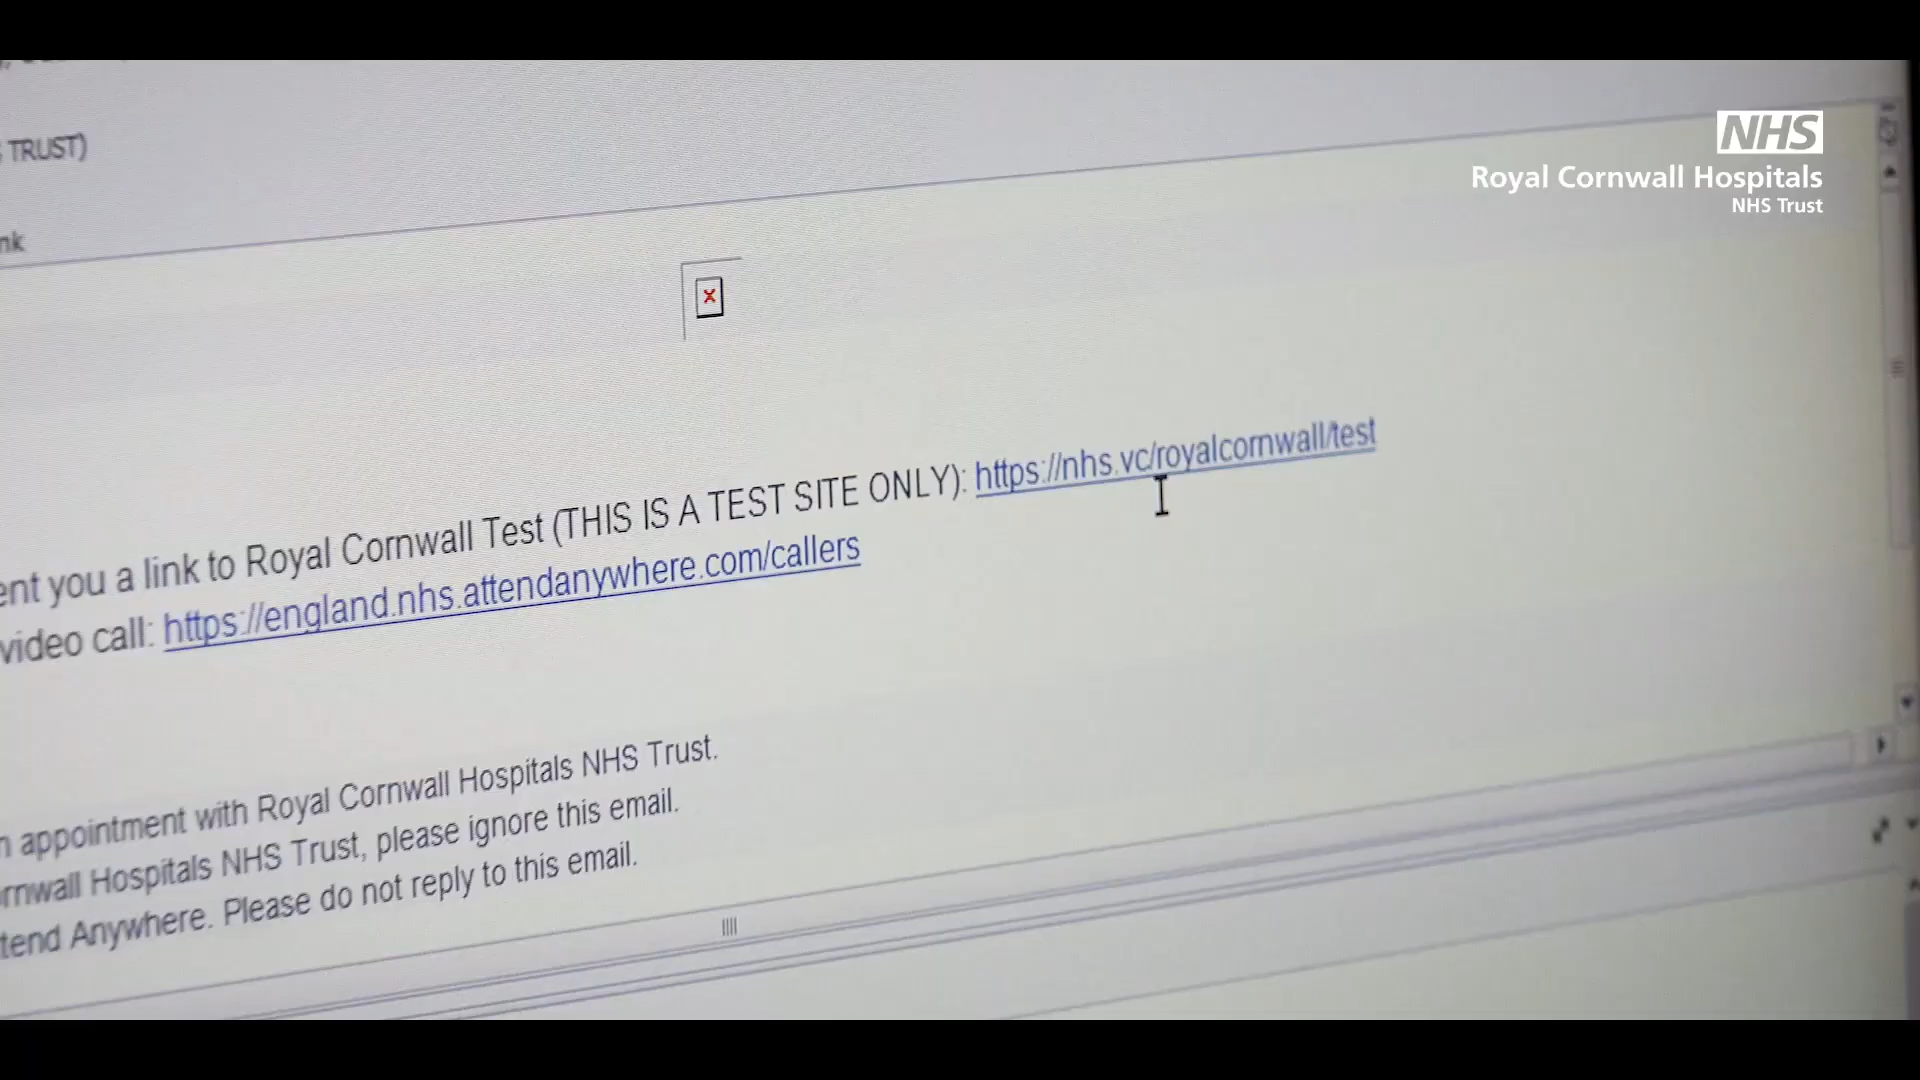 TRUST)
nk
NHS
Royal Cornwall Hospitals
NHS Trust
ent you a link to Royal Cornwall Test (THIS IS A TEST SITE ONLY): https://nhs.vc/royalcornwall/test
video call: https://england.nhs.attendanywhere.com/callers
n appointment with Royal Cornwall Hospitals NHS Trust.
ornwall Hospitals NHS Trust, please ignore this email.
ttend Anywhere. Please do not reply to this email.